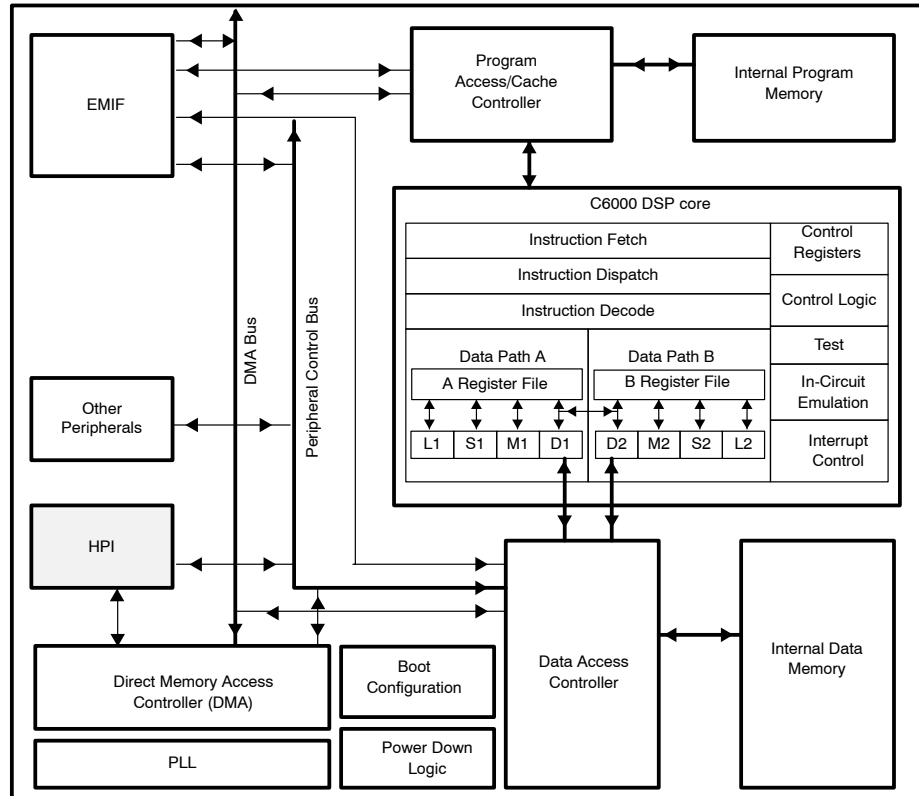 EMIF
Program
Access/Cache
Controller
Internal Program
Memory
C6000 DSP core
Instruction Fetch
Instruction Dispatch
Instruction Decode
Control
Registers
Control Logic
Test
In-Circuit
Emulation
Interrupt
Control
Data Path A
A Register File
L1 S1 M1 D1
Data Path B
B Register File
D2 M2 S2 L2
DMA Bus
Peripheral Control Bus
Other
Peripherals
HPI
Direct Memory Access
Controller (DMA)
PLL
Boot
Configuration
Power Down
Logic
Data Access
Controller
Internal Data
Memory